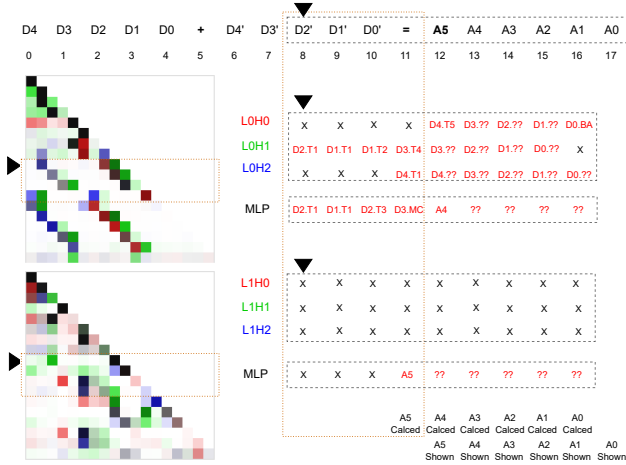 D4 D3 D2 D1 D0 + D4' D3' D2' D1' D0' = A5 A4 A3 A2 A1 A0
0 1 2 3 4 5 6 7 8 9 10 11 12 13 14 15 16 17
L0H0 X X X X D4.T5 D3.?? D2.?? D1.?? D0.BA
L0H1 D2.T1 D1.T1 D1.T2 D3.T4 D3.?? D2.?? D1.?? D0.?? X
L0H2 X X X D4.T1 D4.?? D3.?? D2.?? D1.?? D0.??
MLP D2.T1 D1.T1 D2.T3 D3.MC A4 ?? ?? ?? ??
L1H0 X X X X X X X X X
L1H1 X X X X X X X X X
L1H2 X X X X X X X X X
MLP X X X A5 ?? ?? ?? ?? ??
A5 A4 A3 A2 A1 A0
Calced Calced Calced Calced Calced Calced
A5 A4 A3 A2 A1 A0
Shown Shown Shown Shown Shown Shown